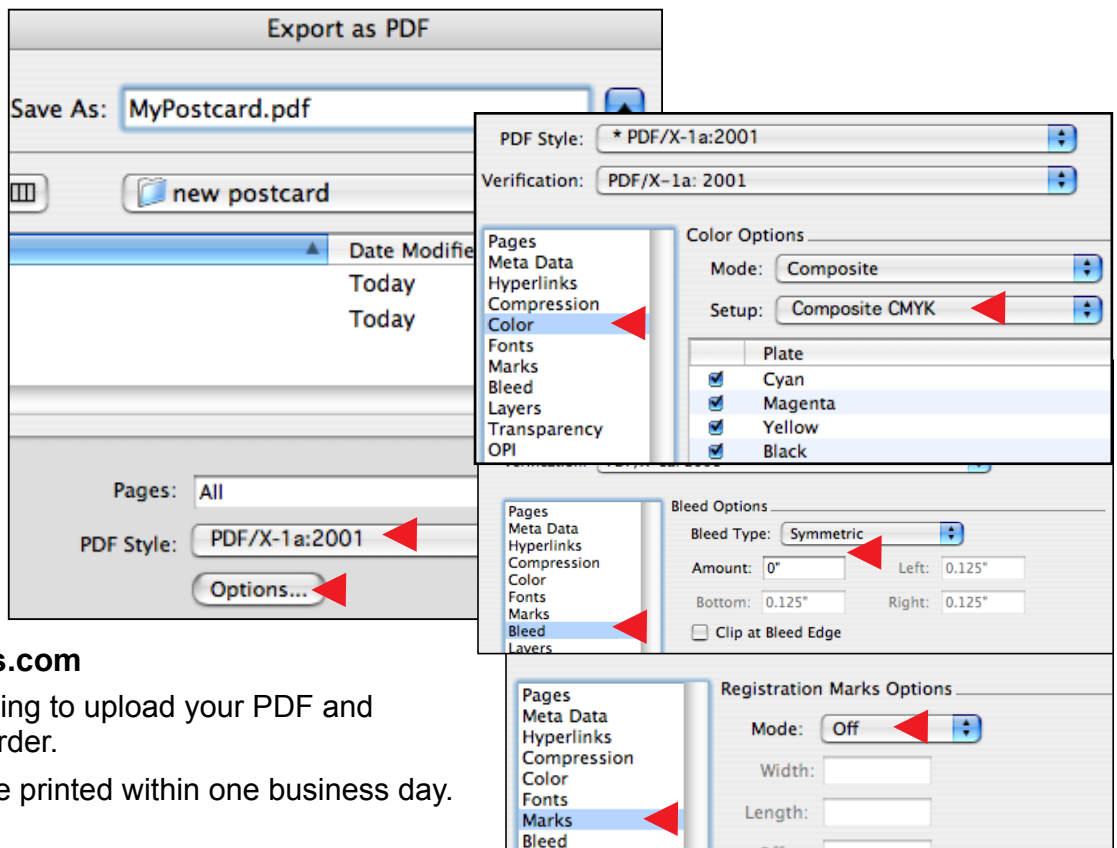 Export as PDF
Save As: MyPostcard.pdf
new postcard
Date Modifie
Today
Today
Pages: All
PDF Style: PDF/X-1a:2001
Options...
PDF Style: * PDF/X-1a:2001
Verification: PDF/X-1a: 2001
Pages
Meta Data
Hyperlinks
Compression
Color
Fonts
Marks
Bleed
Layers
Transparency
OPI
Color Options
Mode: Composite
Setup: Composite CMYK
Plate
Cyan
Magenta
Yellow
Black
Pages
Meta Data
Hyperlinks
Compression
Color
Fonts
Marks
Bleed
Layers
Bleed Options
Bleed Type: Symmetric
Amount: 0" Left: 0.125"
Bottom: 0.125" Right: 0.125"
Clip at Bleed Edge
Pages
Meta Data
Hyperlinks
Compression
Color
Fonts
Marks
Bleed
Registration Marks Options
Mode: Off
Width:
Length:
s.com
ing to upload your PDF and
rder.
e printed within one business day.